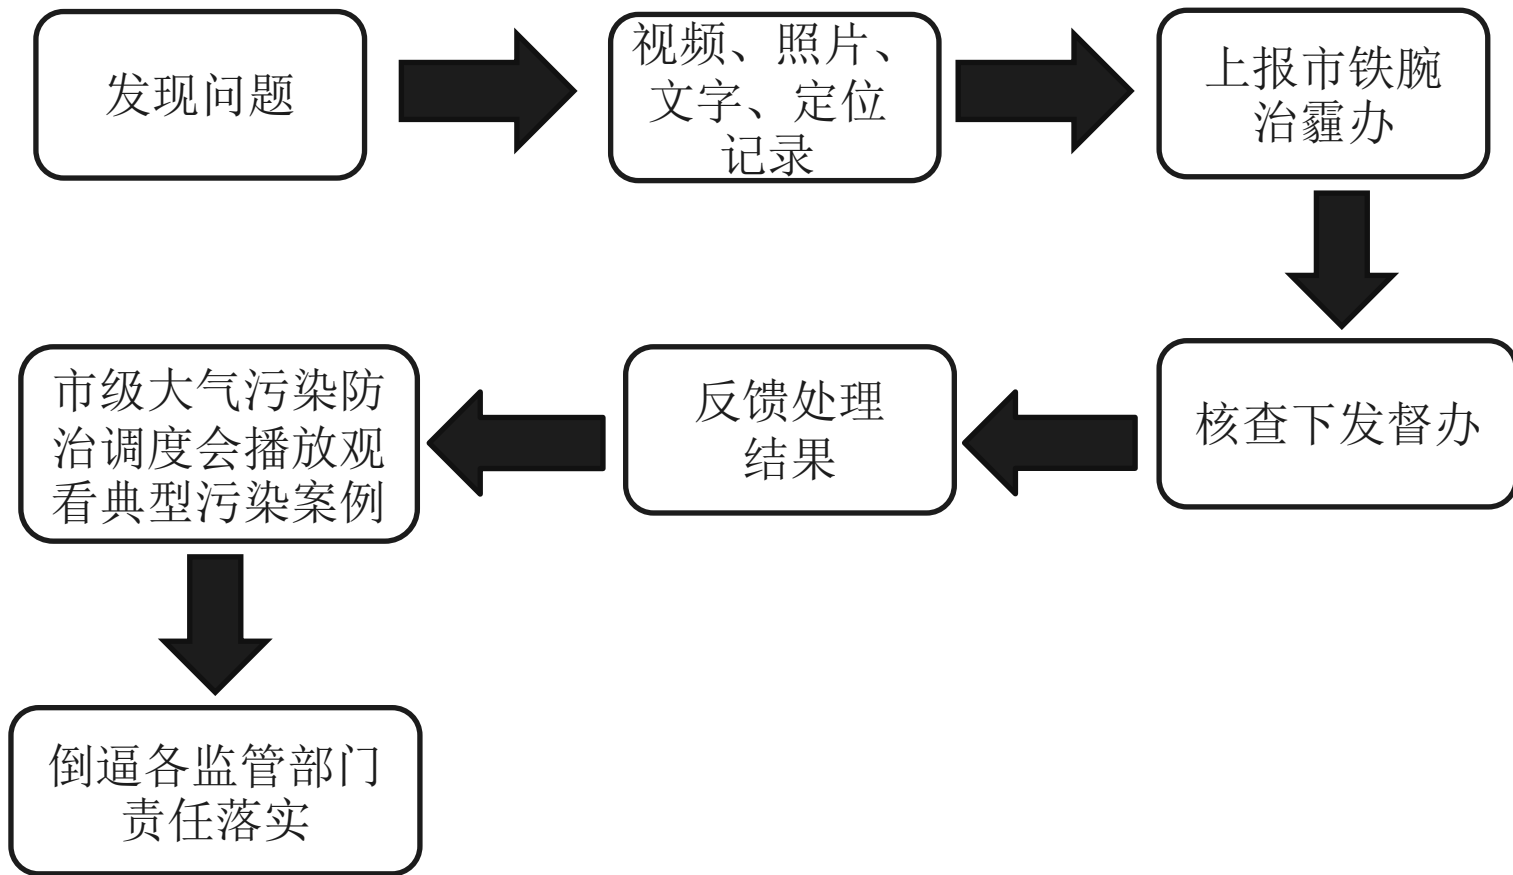 发现问题
视频、照片、
文字、定位
记录
上报市铁腕
治霾办
核查下发督办
反馈处理
结果
市级大气污染防
治调度会播放观
看典型污染案例
倒逼各监管部门
责任落实